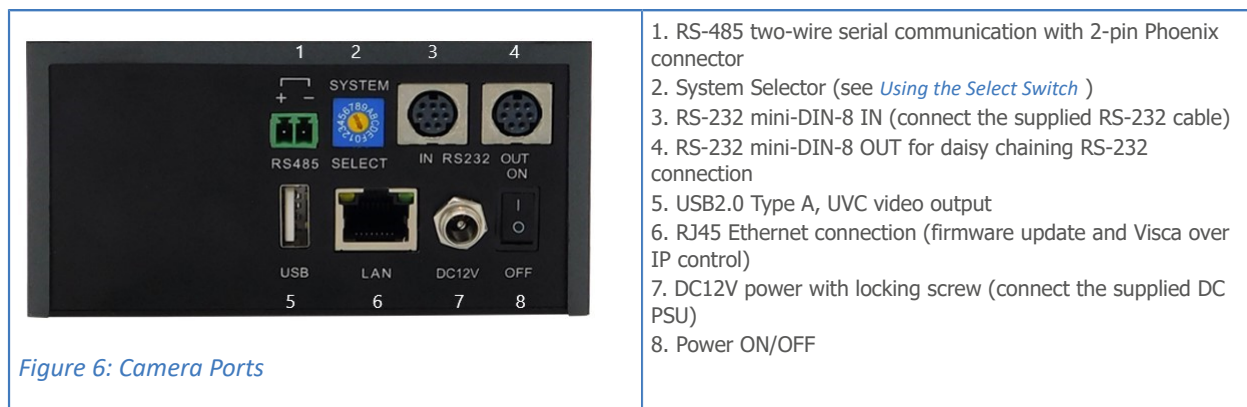 1 2 3 4
SYSTEM
+ −
0123456789ABCDEF
RS485 SELECT IN RS232 OUT
ON
I
O
USB LAN DC12V OFF
5 6 7 8
Figure 6: Camera Ports
1. RS-485 two-wire serial communication with 2-pin Phoenix
connector
2. System Selector (see Using the Select Switch )
3. RS-232 mini-DIN-8 IN (connect the supplied RS-232 cable)
4. RS-232 mini-DIN-8 OUT for daisy chaining RS-232
connection
5. USB2.0 Type A, UVC video output
6. RJ45 Ethernet connection (firmware update and Visca over
IP control)
7. DC12V power with locking screw (connect the supplied DC
PSU)
8. Power ON/OFF